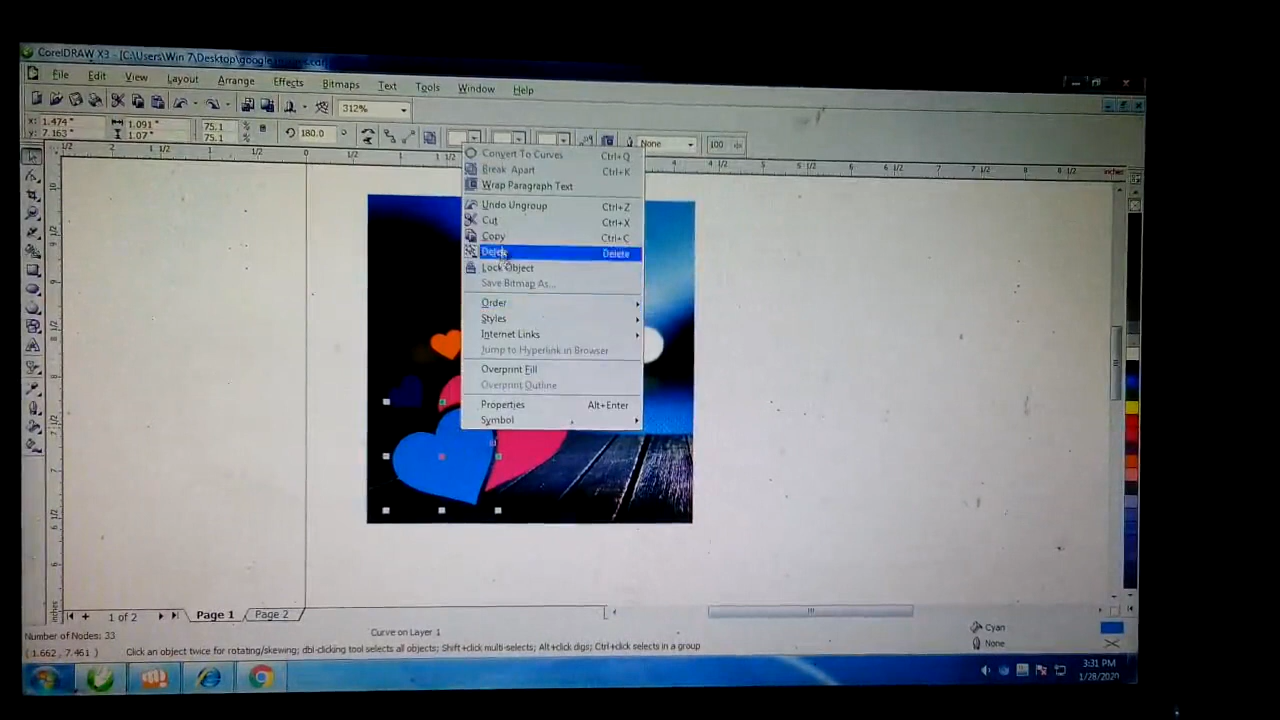 CorelDRAW X3 - [C:\Users\Win 7\Desktop\google
File Edit View Layout Arrange Effects Bitmaps Text Tools Window Help
312%
x: 1.474" 1.091" 75.1 % 180.0 None 100
y: 7.163" 1.07" 75.1 %
Convert To Curves Ctrl+Q
Break Apart Ctrl+K
Wrap Paragraph Text
Undo Ungroup Ctrl+Z
Cut Ctrl+X
Copy Ctrl+C
Delete Delete
Lock Object
Save Bitmap As...
Order
Styles
Internet Links
Jump to Hyperlink in Browser
Overprint Fill
Overprint Outline
Properties Alt+Enter
Symbol
1 of 2 Page 1 Page 2
Number of Nodes: 33 Curve on Layer 1 Cyan
(1.662, 7.461) Click an object twice for rotating/skewing; dbl-clicking tool selects all objects; Shift+click multi-selects; Alt+click digs; Ctrl+click selects in a group None
3:31 PM
1/28/2020